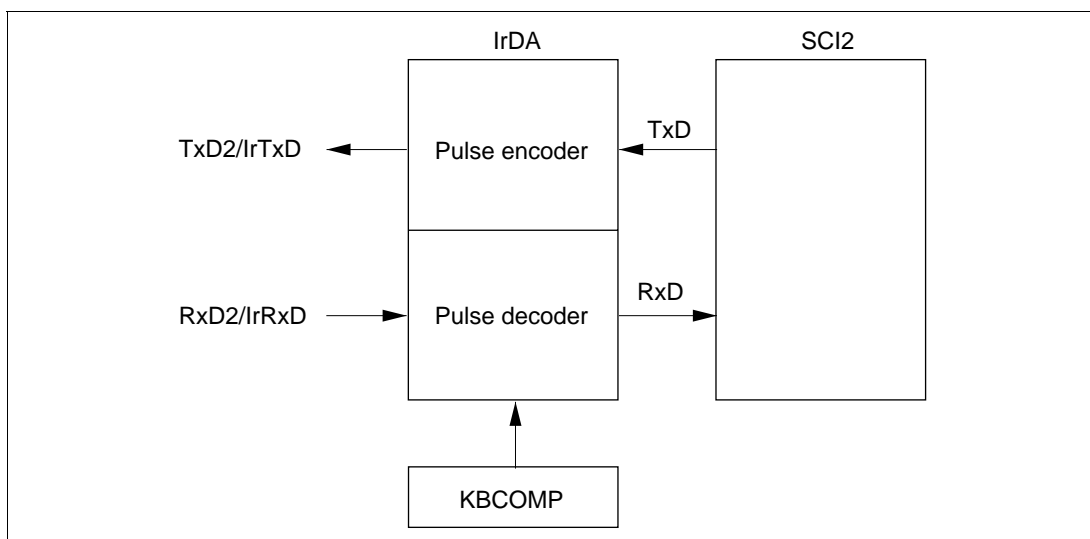 IrDA
SCI2
TxD2/IrTxD
Pulse encoder
TxD
RxD2/IrRxD
Pulse decoder
RxD
KBCOMP